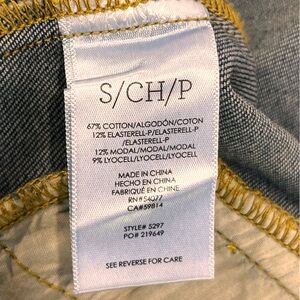 S/CH/P
67% COTTON/ALGODÓN/COTON
12% ELASTERELL-P/ELASTERELL-P
/ELASTERELL-P
12% MODAL/MODAL/MODAL
9% LYOCELL/LYOCELL/LYOCELL
MADE IN CHINA
HECHO EN CHINA
FABRIQUÉ EN CHINE
RN#54077
CA#59814
STYLE# 5297
PO# 219649
SEE REVERSE FOR CARE